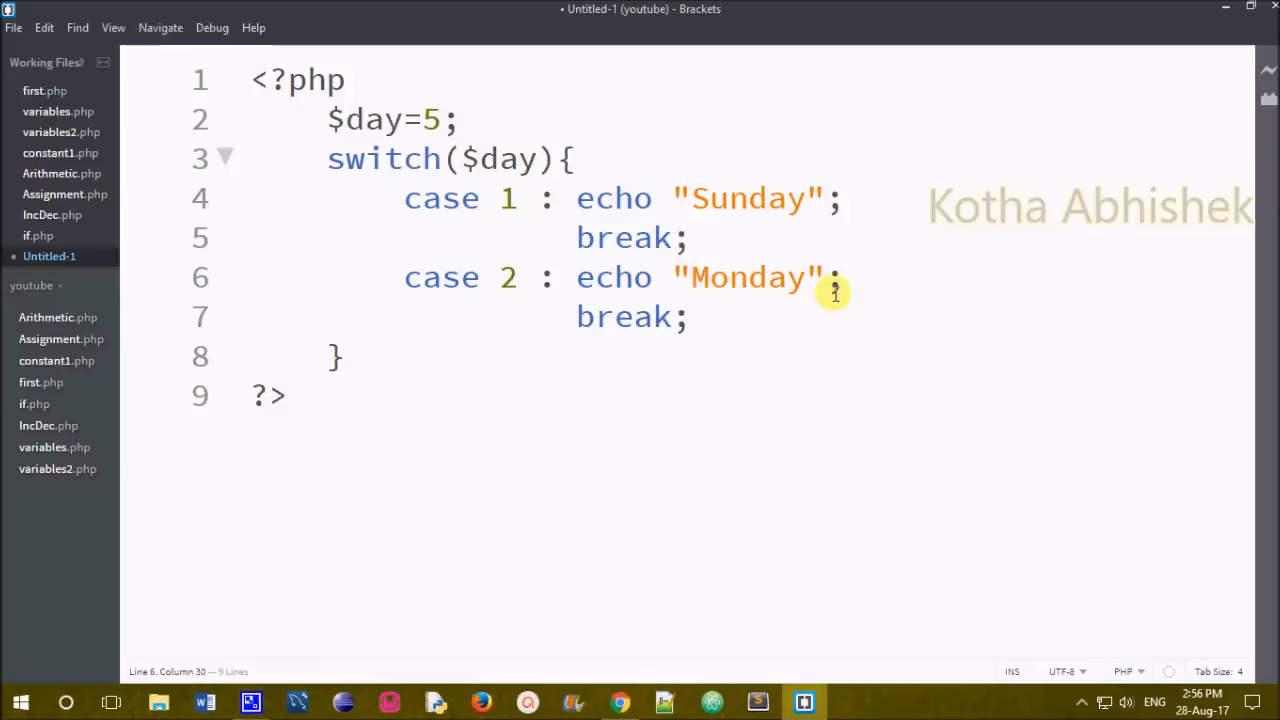 • Untitled-1 (youtube) - Brackets
File Edit Find View Navigate Debug Help
Working Files
first.php
variables.php
variables2.php
constant1.php
Arithmetic.php
Assignment.php
IncDec.php
if.php
• Untitled-1
youtube
Arithmetic.php
Assignment.php
constant1.php
first.php
if.php
IncDec.php
variables.php
variables2.php
1 <?php
2 $day=5;
3 switch($day){
4 case 1 : echo "Sunday";
5 break;
6 case 2 : echo "Monday";
7 break;
8 }
9 ?>
Kotha Abhishek
Line 6, Column 30 — 9 Lines
INS UTF-8 PHP Tab Size: 4
ENG
2:56 PM
28-Aug-17